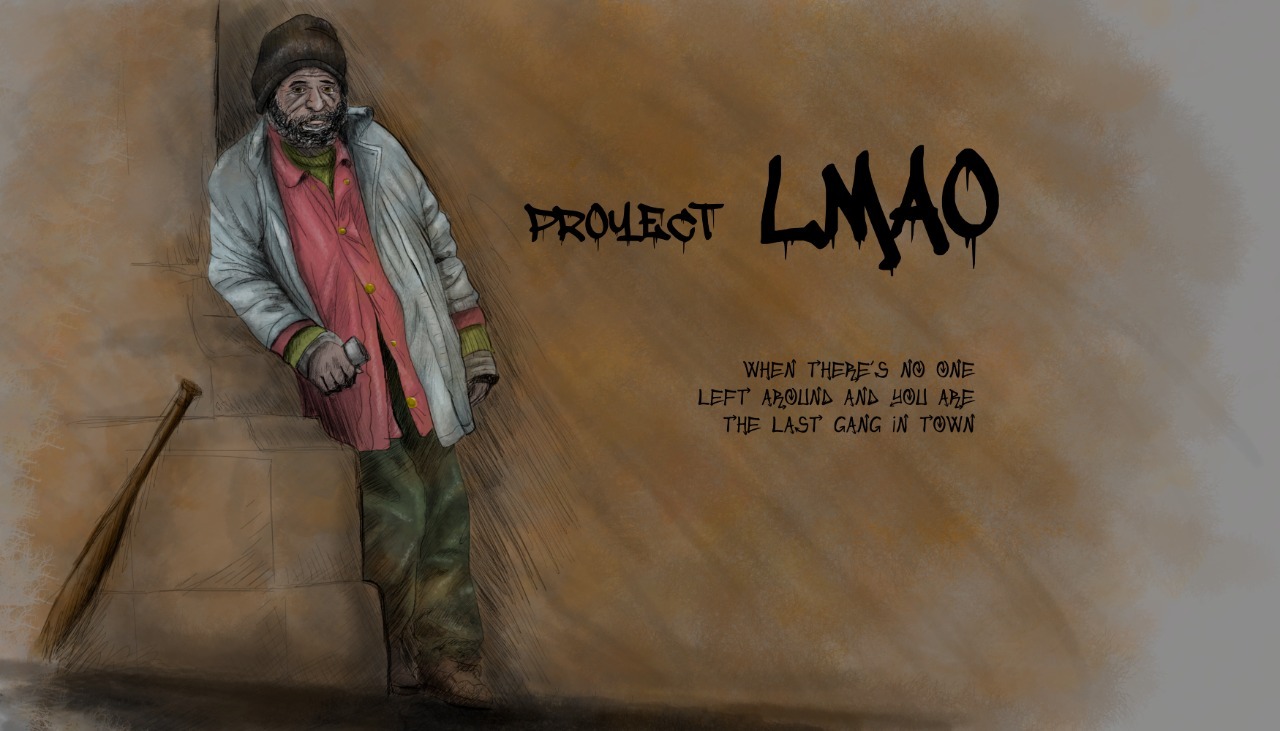 PROYECT LMAO
WHEN THERE'S NO ONE
LEFT AROUND AND YOU ARE
THE LAST GANG iN TOWN